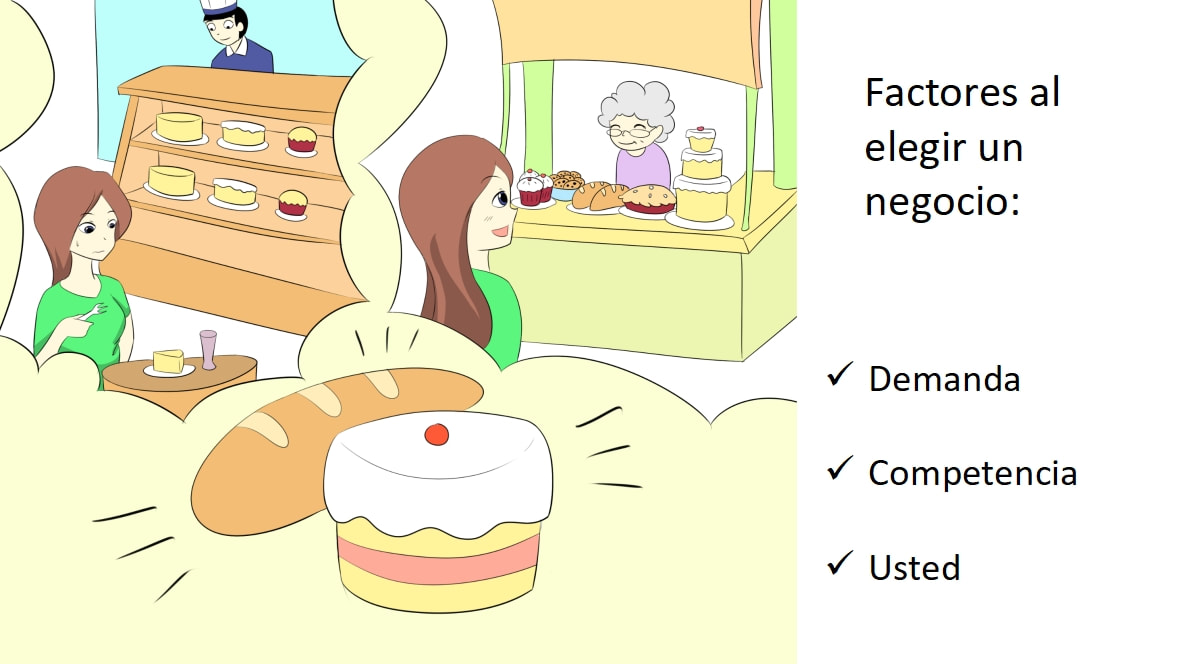 Factores al
elegir un
negocio:
✓ Demanda
✓ Competencia
✓ Usted